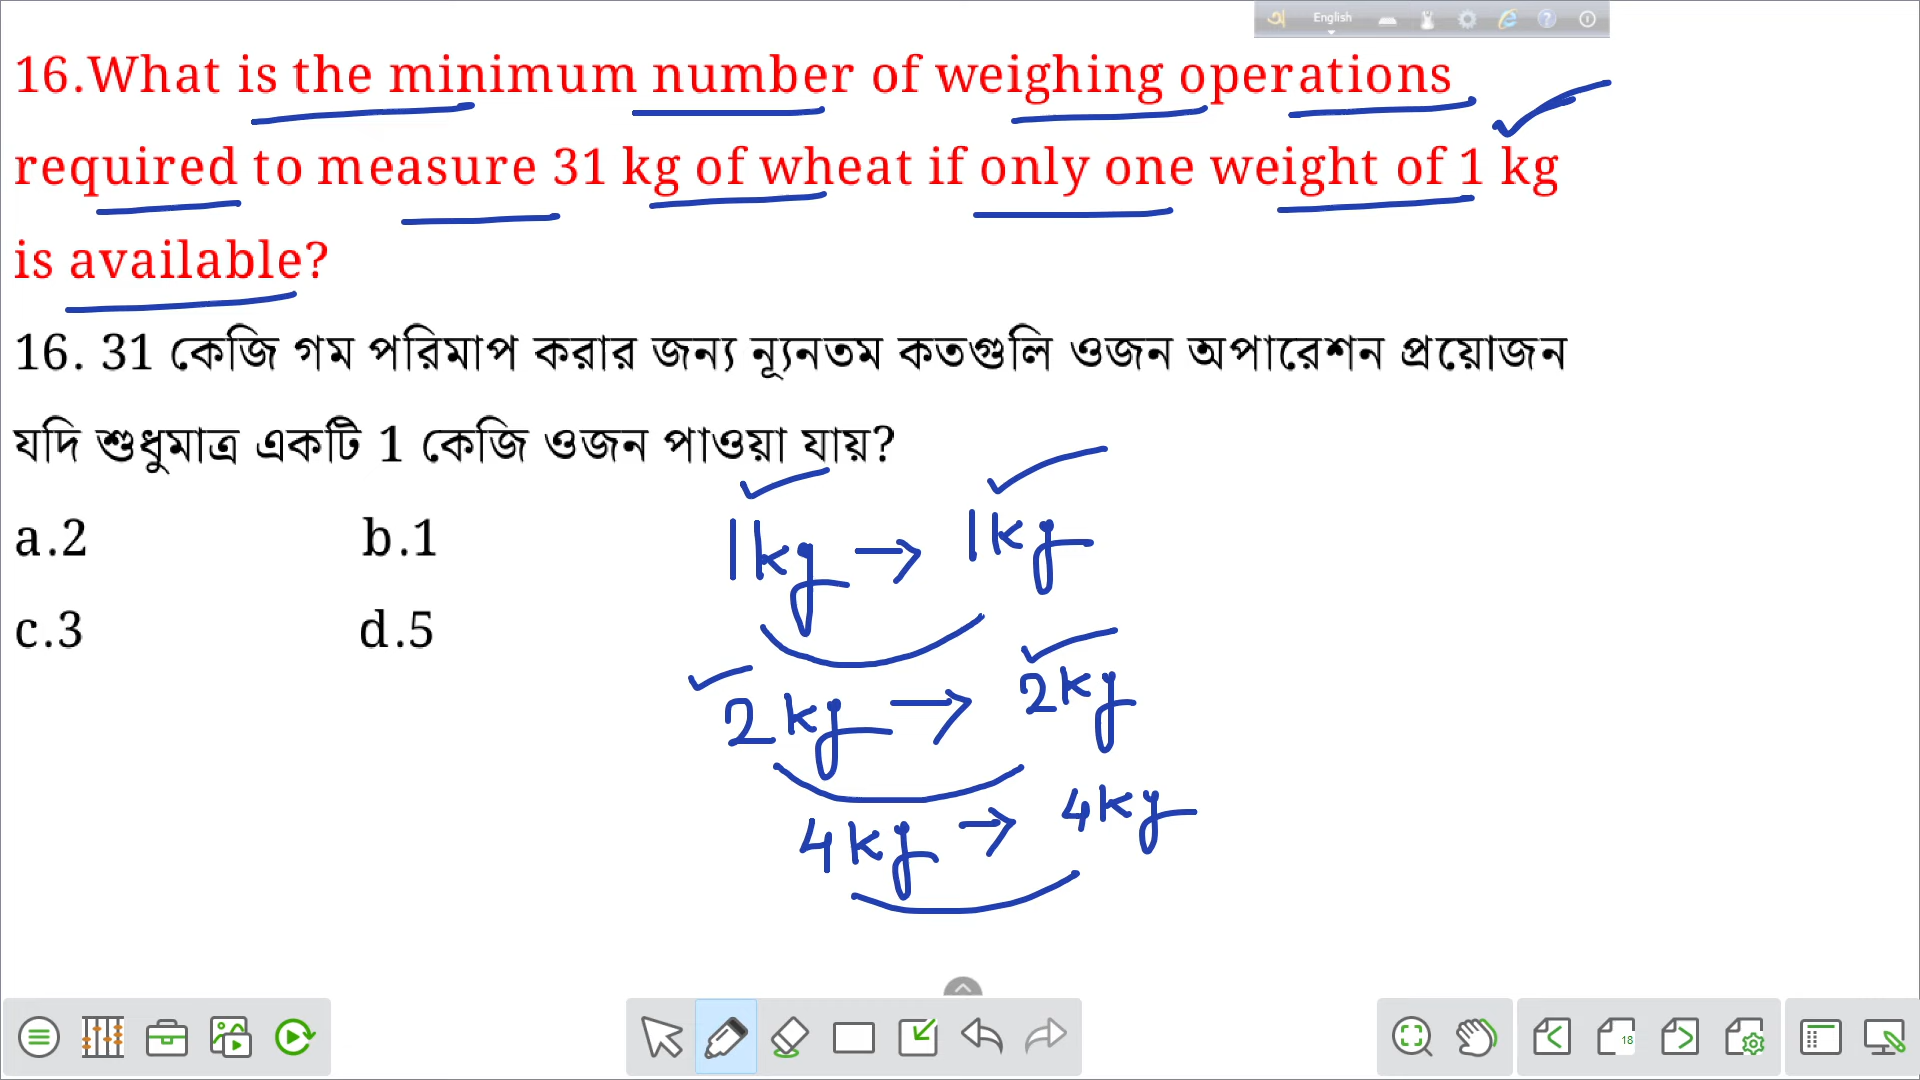 English
16.What is the minimum number of weighing operations
required to measure 31 kg of wheat if only one weight of 1 kg
is available?
16. 31 কেজি গম পরিমাপ করার জন্য ন্যূনতম কতগুলি ওজন অপারেশন প্রয়োজন
যদি শুধুমাত্র একটি 1 কেজি ওজন পাওয়া যায়?
a.2 b.1
c.3 d.5
1kg → 1kg
2kg → 2kg
4kg → 4kg
18